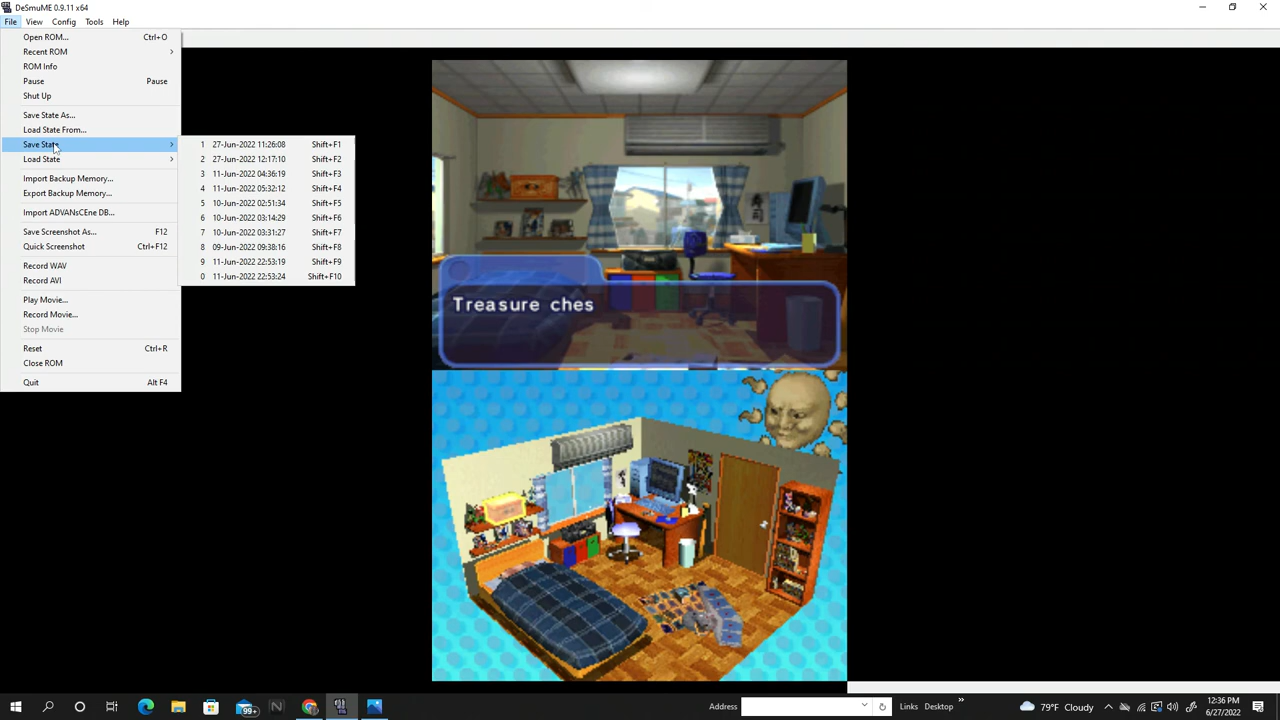 DeSmuME 0.9.11 x64
File View Config Tools Help
Open ROM... Ctrl+O
Recent ROM
ROM Info
Pause Pause
Shut Up
Save State As...
Load State From...
Save State
Load State
Import Backup Memory...
Export Backup Memory...
Import ADVANsCEne DB...
Save Screenshot As... F12
Quick Screenshot Ctrl+F12
Record WAV
Record AVI
Play Movie...
Record Movie...
Stop Movie
Reset Ctrl+R
Close ROM
Quit Alt F4
1 27-Jun-2022 11:26:08 Shift+F1
2 27-Jun-2022 12:17:10 Shift+F2
3 11-Jun-2022 04:36:19 Shift+F3
4 11-Jun-2022 05:32:12 Shift+F4
5 10-Jun-2022 02:51:34 Shift+F5
6 10-Jun-2022 03:14:29 Shift+F6
7 10-Jun-2022 03:31:27 Shift+F7
8 09-Jun-2022 09:38:16 Shift+F8
9 11-Jun-2022 22:53:19 Shift+F9
0 11-Jun-2022 22:53:24 Shift+F10
Treasure ches
99+
Address
Links Desktop
79°F Cloudy
12:36 PM
6/27/2022